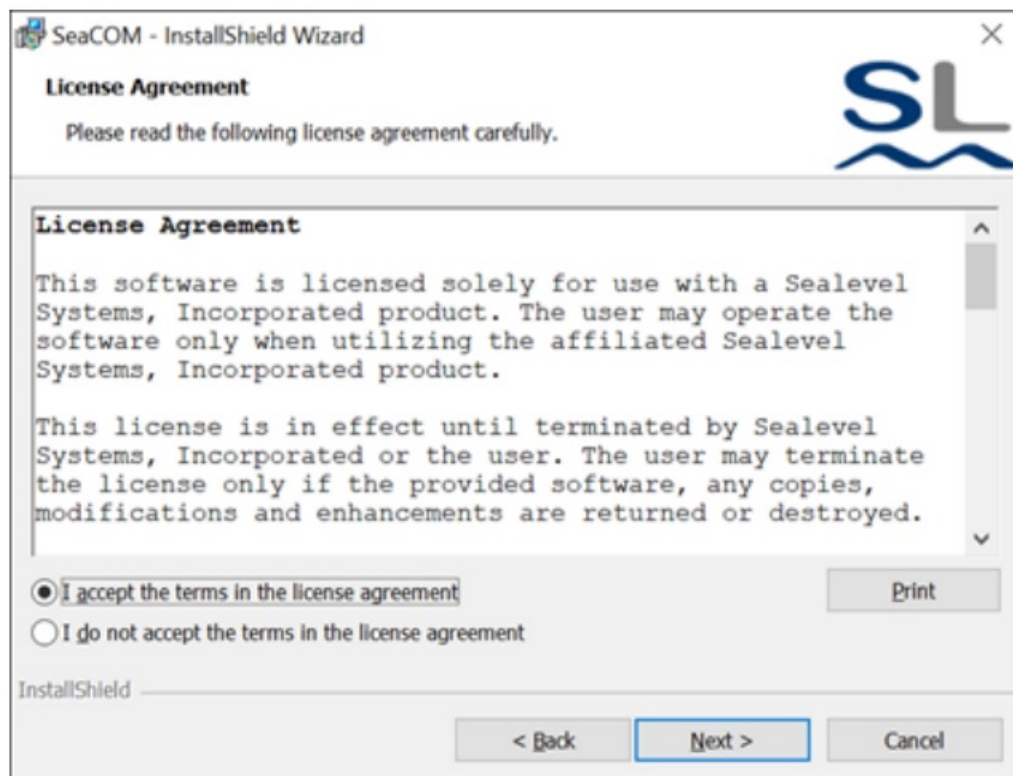 SeaCOM - InstallShield Wizard
License Agreement
Please read the following license agreement carefully.
SL
License Agreement
This software is licensed solely for use with a Sealevel
Systems, Incorporated product. The user may operate the
software only when utilizing the affiliated Sealevel
Systems, Incorporated product.
This license is in effect until terminated by Sealevel
Systems, Incorporated or the user. The user may terminate
the license only if the provided software, any copies,
modifications and enhancements are returned or destroyed.
I accept the terms in the license agreement
Print
I do not accept the terms in the license agreement
InstallShield
< Back
Next >
Cancel